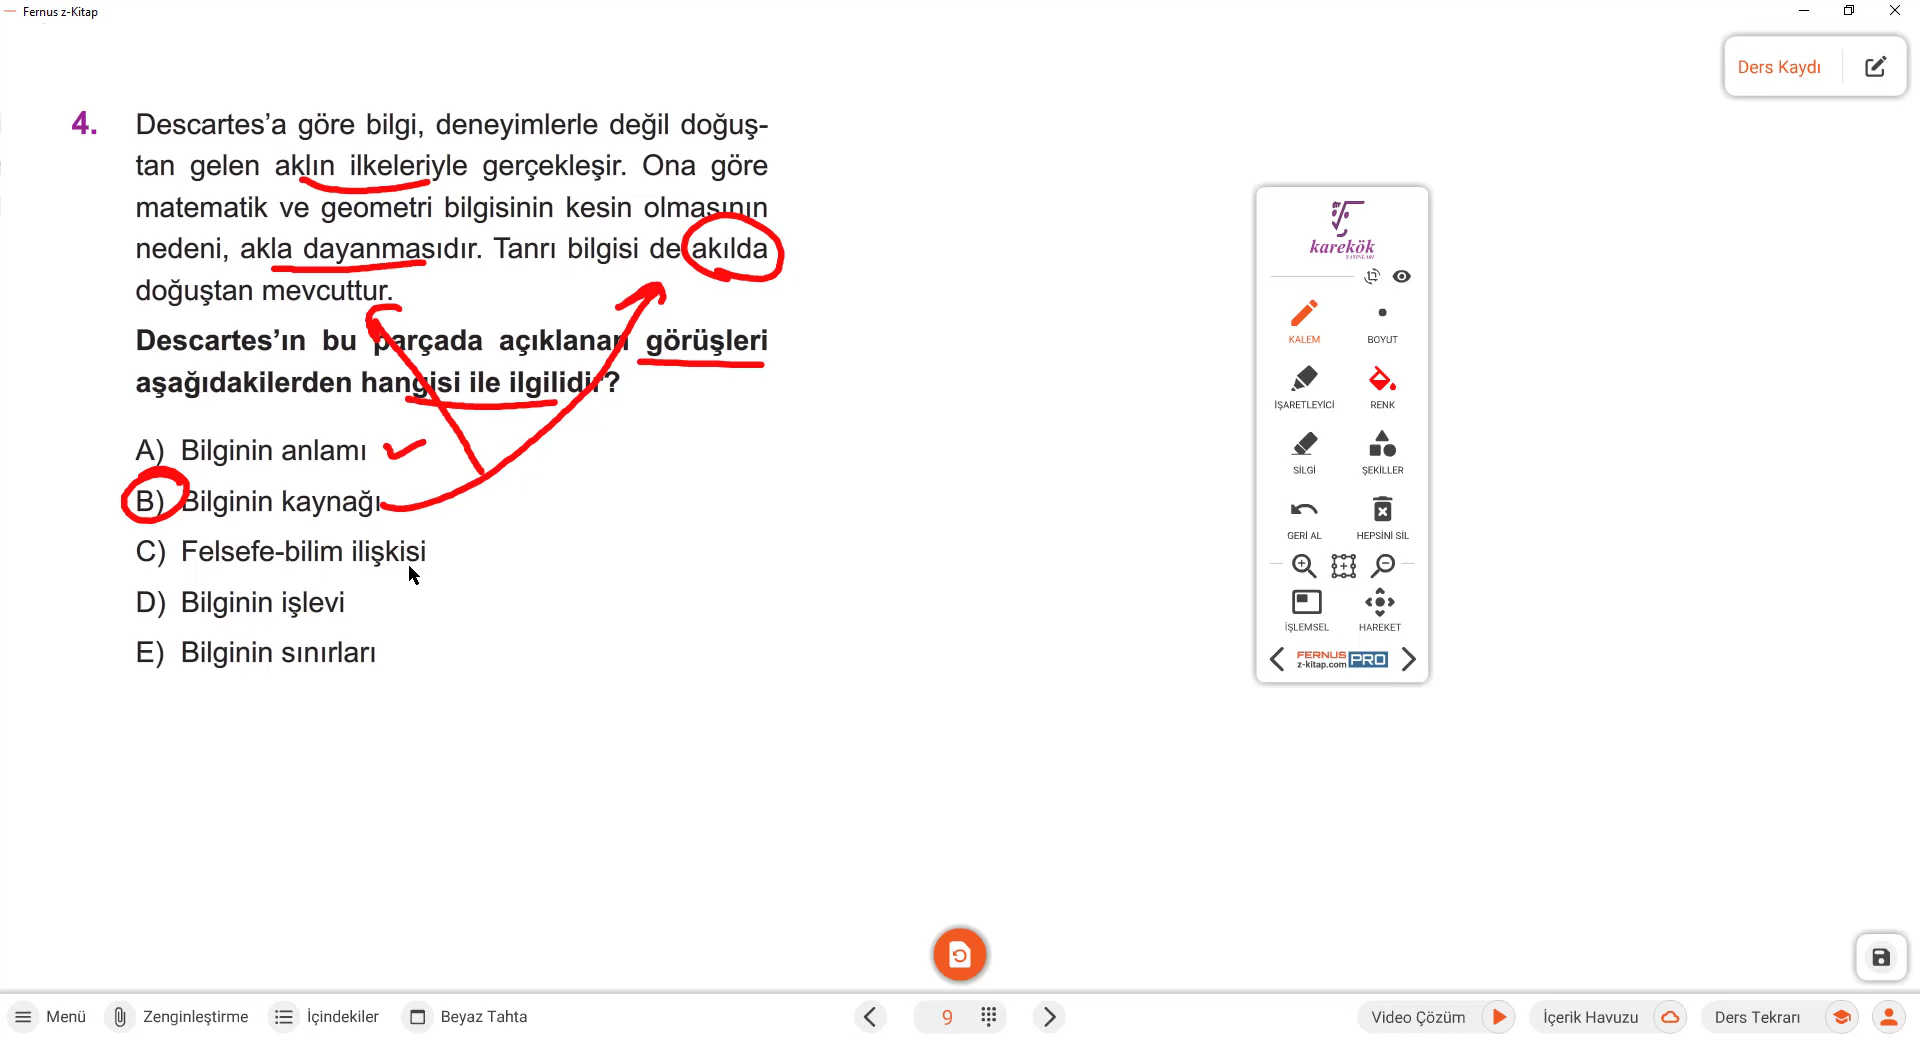 Fernus z-Kitap
Ders Kaydı
4. Descartes’a göre bilgi, deneyimlerle değil doğuş-
tan gelen aklın ilkeleriyle gerçekleşir. Ona göre
matematik ve geometri bilgisinin kesin olmasının
nedeni, akla dayanmasıdır. Tanrı bilgisi de akılda
doğuştan mevcuttur.
Descartes’ın bu parçada açıklanan görüşleri
aşağıdakilerden hangisi ile ilgilidir?
A) Bilginin anlamı
B) Bilginin kaynağı
C) Felsefe-bilim ilişkisi
D) Bilginin işlevi
E) Bilginin sınırları
karekök
YAYINLARI
KALEM BOYUT
İŞARETLEYİCİ RENK
SİLGİ ŞEKİLLER
GERİ AL HEPSİNİ SİL
İŞLEMSEL HAREKET
FERNUS
z-kitap.com PRO
Menü Zenginleştirme İçindekiler Beyaz Tahta 9 Video Çözüm İçerik Havuzu Ders Tekrarı